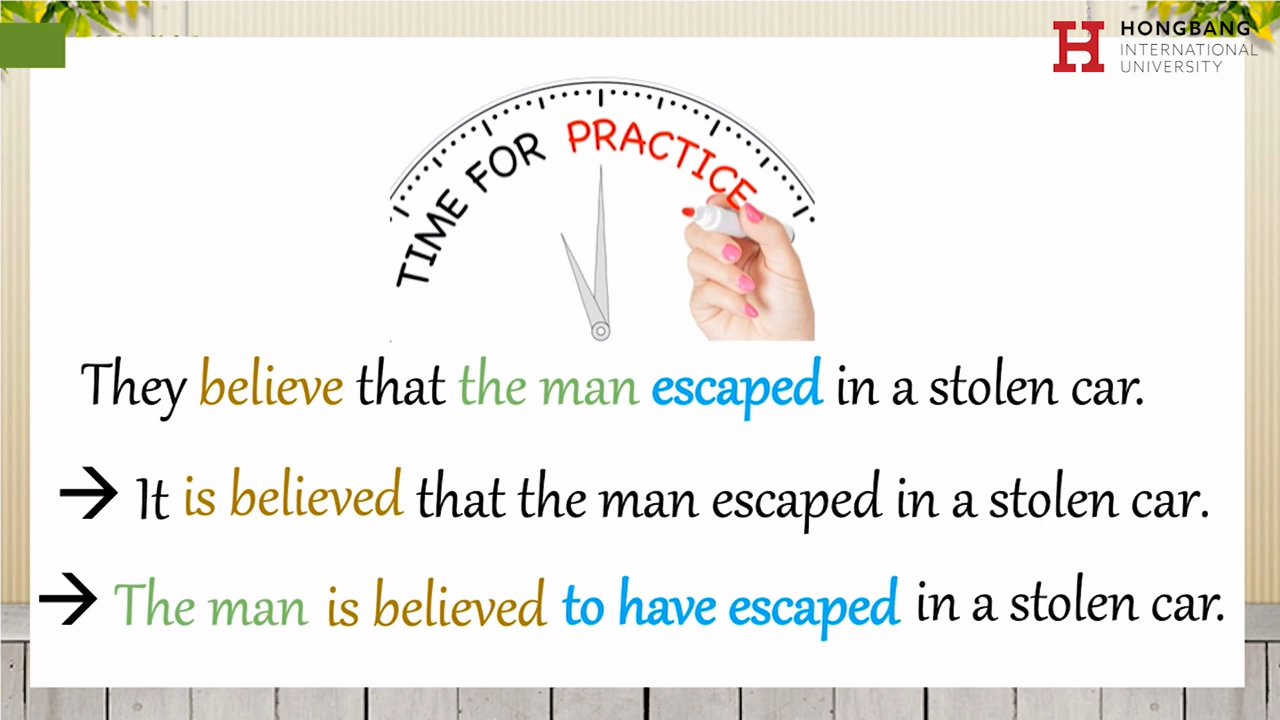 HONGBANG
INTERNATIONAL
UNIVERSITY
TIME FOR PRACTICE
They believe that the man escaped in a stolen car.
→ It is believed that the man escaped in a stolen car.
→ The man is believed to have escaped in a stolen car.